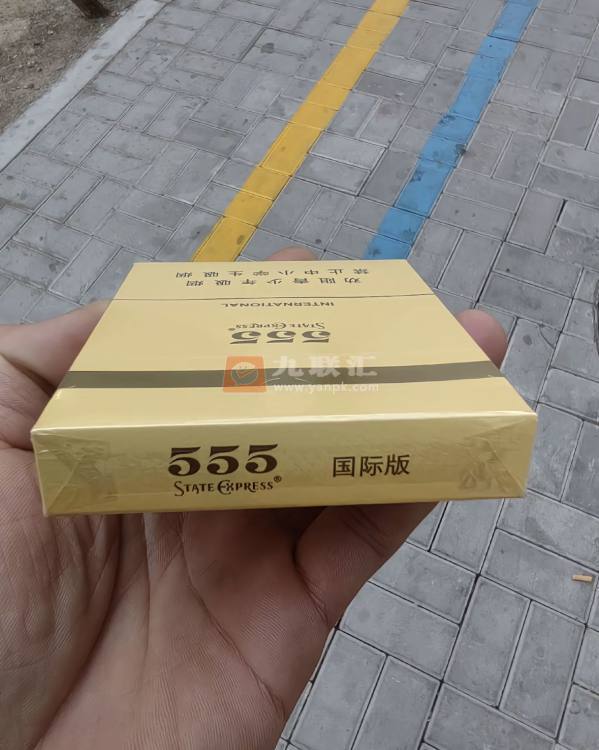 禁止中小学生吸烟
劝阻青少年吸烟
INTERNATIONAL
STATE EXPRESS®
555
九联汇
www.yanpk.com
555 国际版
STATE EXPRESS®